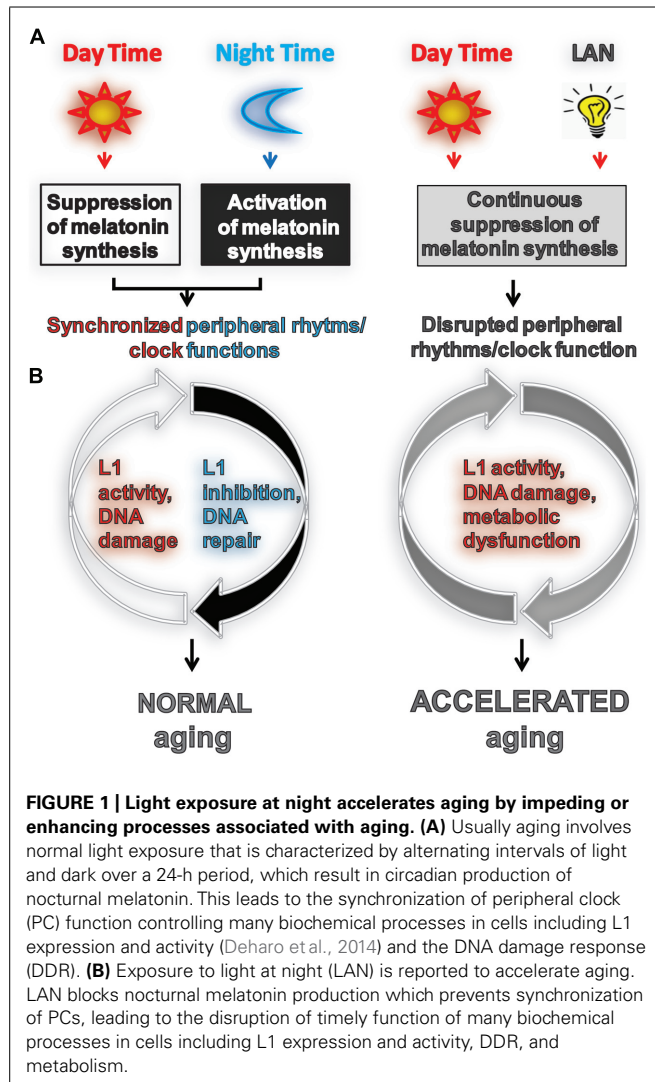 A
Day Time
Night Time
Day Time
LAN
Suppression
of melatonin
synthesis
Activation
of melatonin
synthesis
Continuous
suppression of
melatonin synthesis
Synchronized peripheral rhytms/
clock functions
Disrupted peripheral
rhythms/clock function
B
L1
activity,
DNA
damage
L1
inhibition,
DNA
repair
L1 activity,
DNA damage,
metabolic
dysfunction
NORMAL
aging
ACCELERATED
aging
FIGURE 1 | Light exposure at night accelerates aging by impeding or
enhancing processes associated with aging. (A) Usually aging involves
normal light exposure that is characterized by alternating intervals of light
and dark over a 24-h period, which result in circadian production of
nocturnal melatonin. This leads to the synchronization of peripheral clock
(PC) function controlling many biochemical processes in cells including L1
expression and activity (Deharo et al., 2014) and the DNA damage response
(DDR). (B) Exposure to light at night (LAN) is reported to accelerate aging.
LAN blocks nocturnal melatonin production which prevents synchronization
of PCs, leading to the disruption of timely function of many biochemical
processes in cells including L1 expression and activity, DDR, and
metabolism.